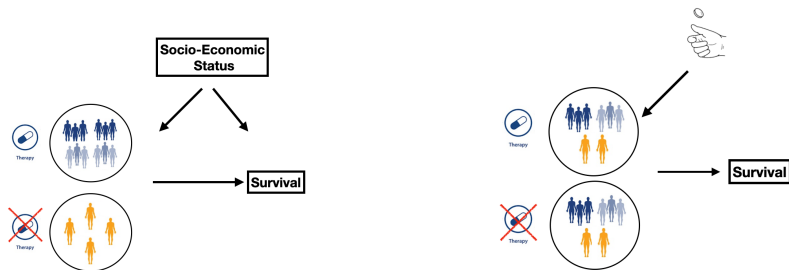 Socio-Economic
Status
Therapy
Survival
Therapy
Therapy
Survival
Therapy